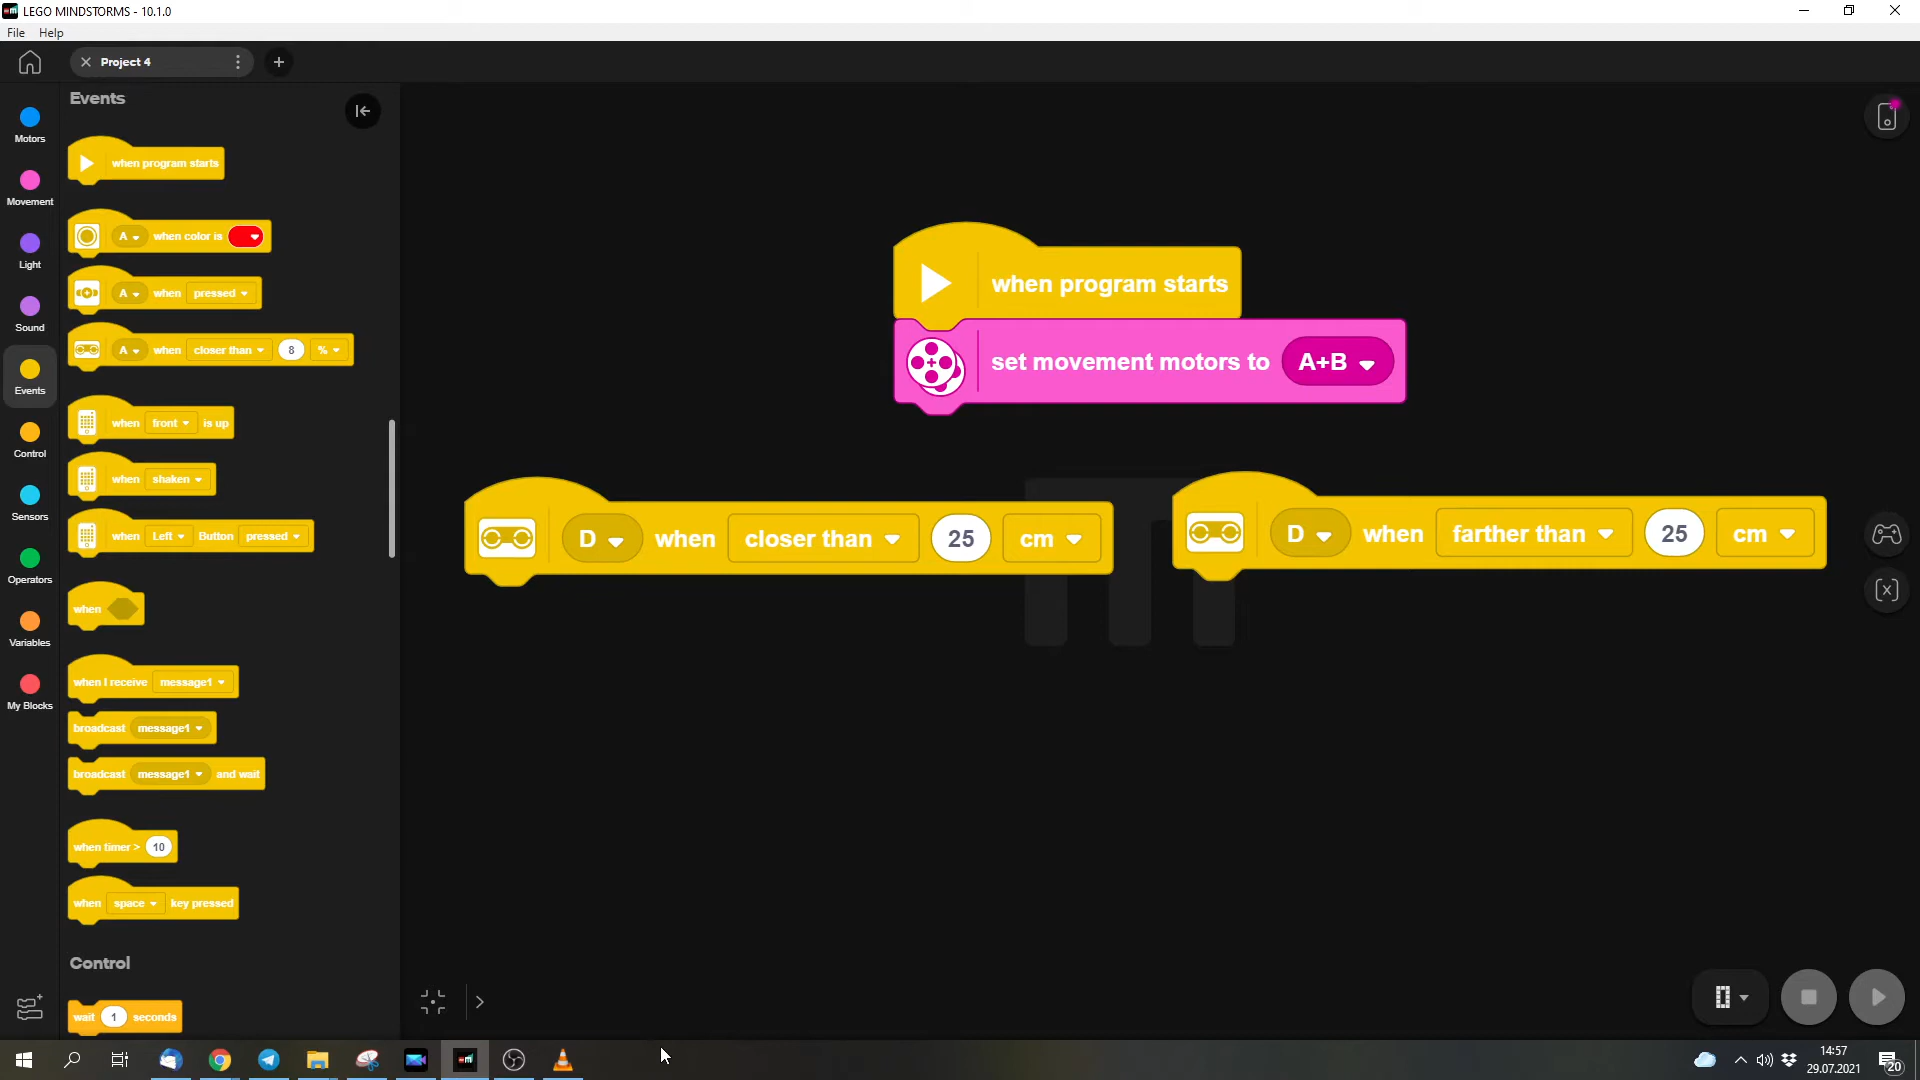 LEGO MINDSTORMS - 10.1.0
File Help
Project 4
Motors
Movement
Light
Sound
Events
Control
Sensors
Operators
Variables
My Blocks
Events
when program starts
A when color is
A when pressed
A when closer than 8 %
when front is up
when shaken
when Left Button pressed
when
when I receive message1
broadcast message1
broadcast message1 and wait
when timer > 10
when space key pressed
Control
wait 1 seconds
when program starts
set movement motors to A+B
D when closer than 25 cm
D when farther than 25 cm
14:57
29.07.2021
20